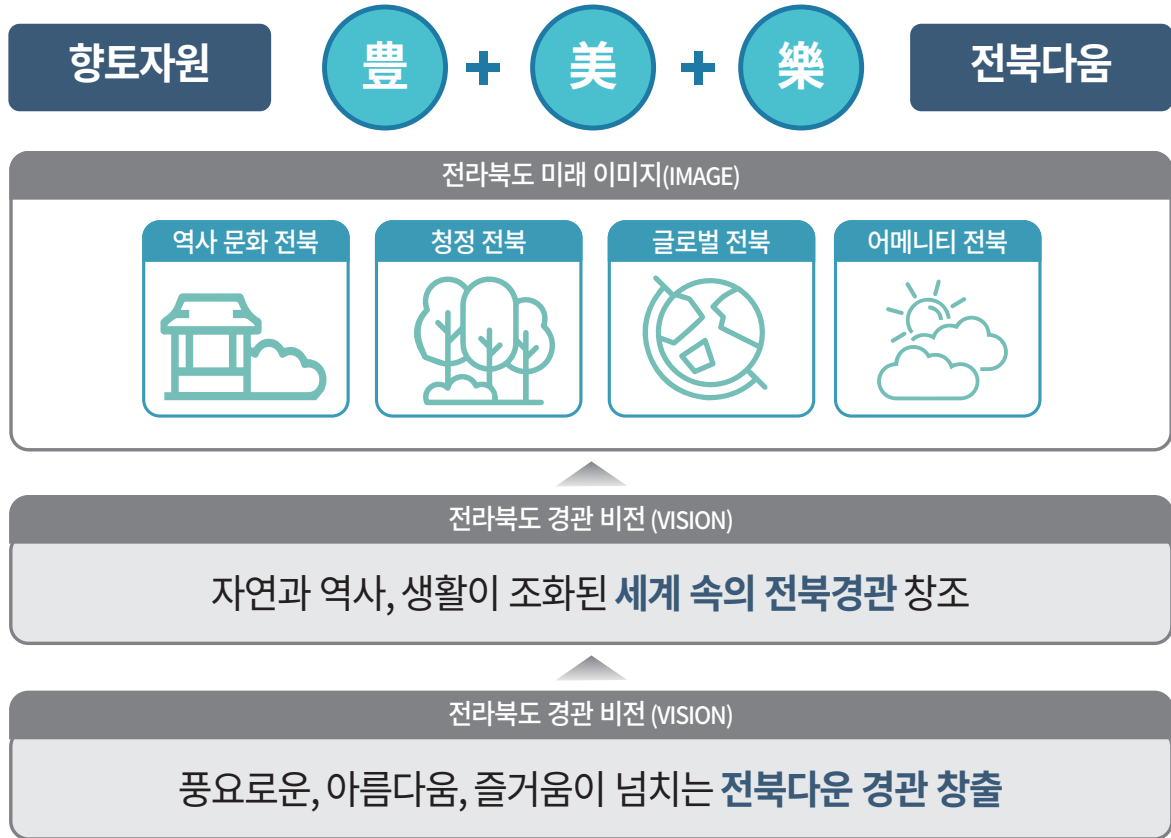 향토자원 豊 + 美 + 樂 전북다움
전라북도 미래 이미지(IMAGE)
역사 문화 전북 청정 전북 글로벌 전북 어메니티 전북
전라북도 경관 비전 (VISION)
자연과 역사, 생활이 조화된 세계 속의 전북경관 창조
전라북도 경관 비전 (VISION)
풍요로운, 아름다움, 즐거움이 넘치는 전북다운 경관 창출